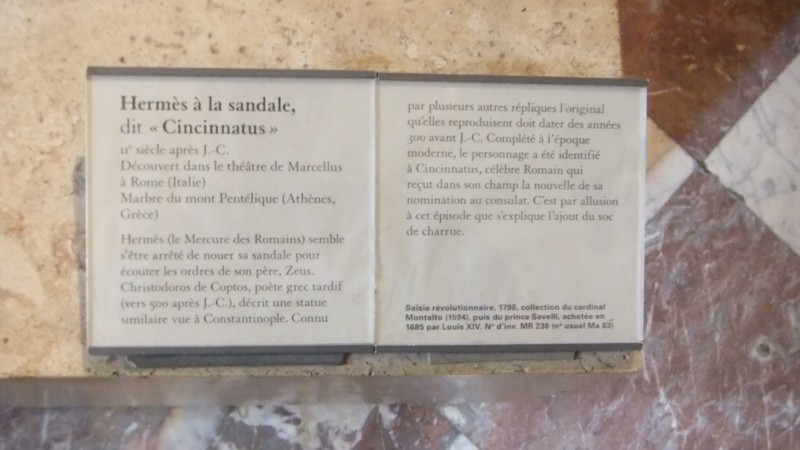 Hermès à la sandale,
dit « Cincinnatus »
IIe siècle après J.-C.
Découvert dans le théâtre de Marcellus
à Rome (Italie)
Marbre du mont Pentélique (Athènes,
Grèce)
Hermès (le Mercure des Romains) semble
s'être arrêté de nouer sa sandale pour
écouter les ordres de son père, Zeus.
Christodoros de Coptos, poète grec tardif
(vers 500 après J.-C.), décrit une statue
similaire vue à Constantinople. Connu
par plusieurs autres répliques l'original
qu'elles reproduisent doit dater des années
300 avant J.-C. Complété à l'époque
moderne, le personnage a été identifié
à Cincinnatus, célèbre Romain qui
reçut dans son champ la nouvelle de sa
nomination au consulat. C'est par allusion
à cet épisode que s'explique l'ajout du soc
de charrue.
Saisie révolutionnaire, 1798, collection du cardinal
Montalto (1594), puis du prince Savelli, achetée en
1685 par Louis XIV. N° d'inv. MR 238 (n° usuel Ma 83)